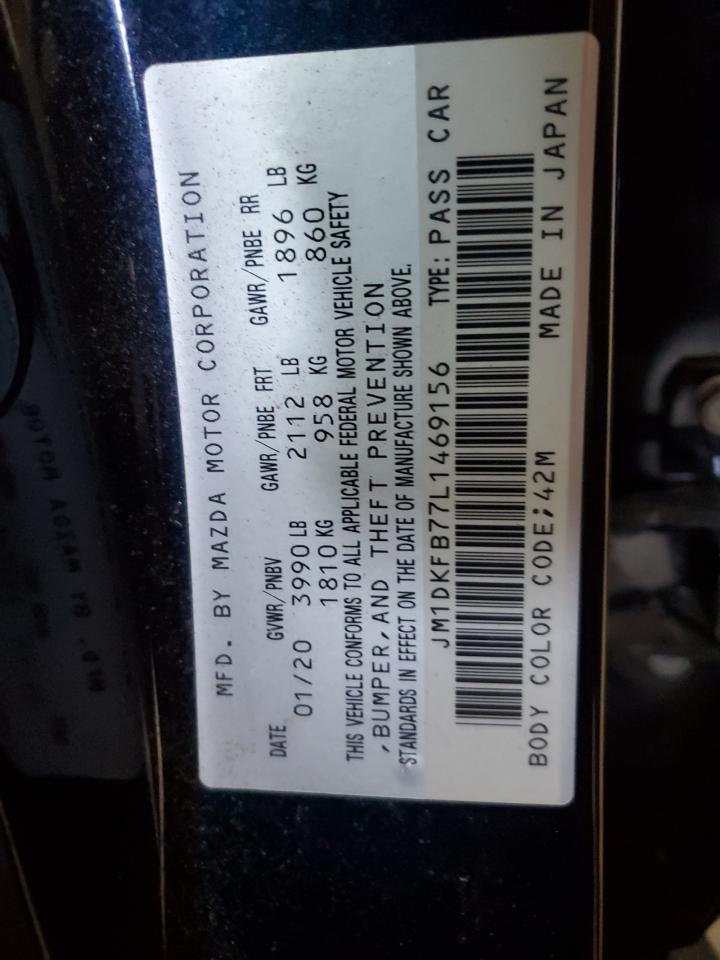 MFD. BY MAZDA MOTOR CORPORATION
DATE GVWR/PNBV GAWR/PNBE FRT GAWR/PNBE RR
01/20 3990 LB 2112 LB 1896 LB
1810 KG 958 KG 860 KG
THIS VEHICLE CONFORMS TO ALL APPLICABLE FEDERAL MOTOR VEHICLE SAFETY
,BUMPER,AND THEFT PREVENTION
STANDARDS IN EFFECT ON THE DATE OF MANUFACTURE SHOWN ABOVE.
JM1DKFB77L1469156 TYPE: PASS CAR
BODY COLOR CODE;42M MADE IN JAPAN